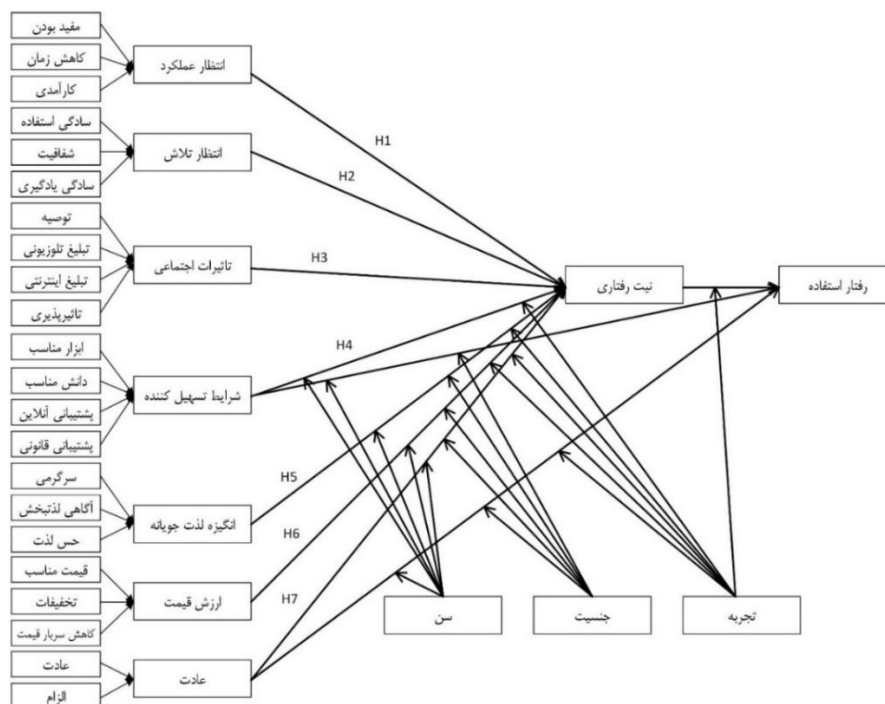 مفید بودن
کاهش زمان
کارآمدی
انتظار عملکرد
سادگی استفاده
شفافیت
سادگی یادگیری
انتظار تلاش
توصیه
تبلیغ تلوزیونی
تبلیغ اینترنتی
تاثیرپذیری
تاثیرات اجتماعی
ابزار مناسب
دانش مناسب
پشتیبانی آنلاین
پشتیبانی قانونی
شرایط تسهیل کننده
سرگرمی
آگاهی لذتبخش
حس لذت
انگیزه لذت جویانه
قیمت مناسب
تخفیفات
کاهش سربار قیمت
ارزش قیمت
عادت
الزام
عادت
H1
H2
H3
H4
H5
H6
H7
نیت رفتاری
رفتار استفاده
سن
جنسیت
تجربه